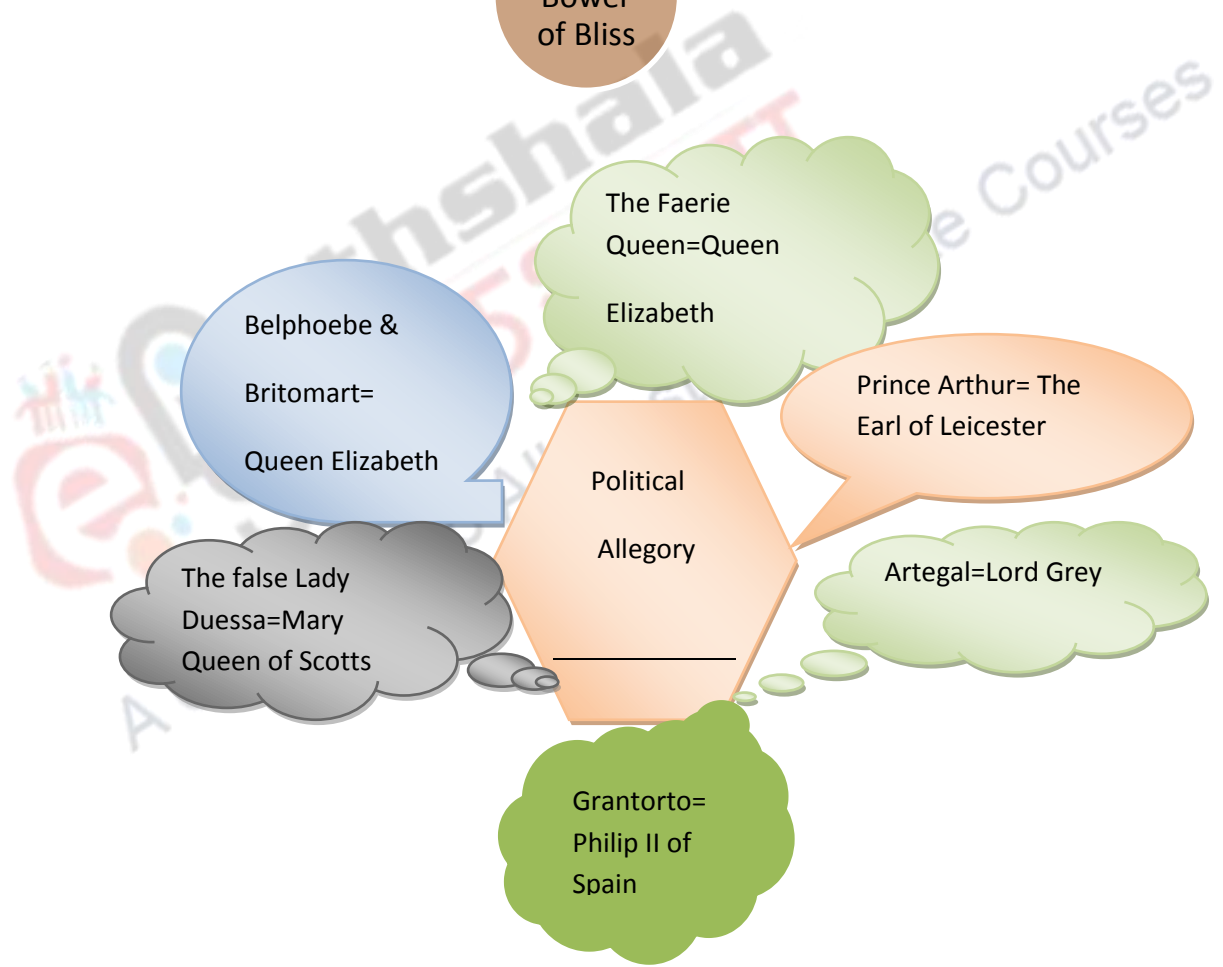 Bower
of Bliss
The Faerie
Queen=Queen
Elizabeth
Belphoebe &
Britomart=
Queen Elizabeth
Prince Arthur= The
Earl of Leicester
Political
Allegory
The false Lady
Duessa=Mary
Queen of Scotts
Artegal=Lord Grey
Grantorto=
Philip II of
Spain
Courses